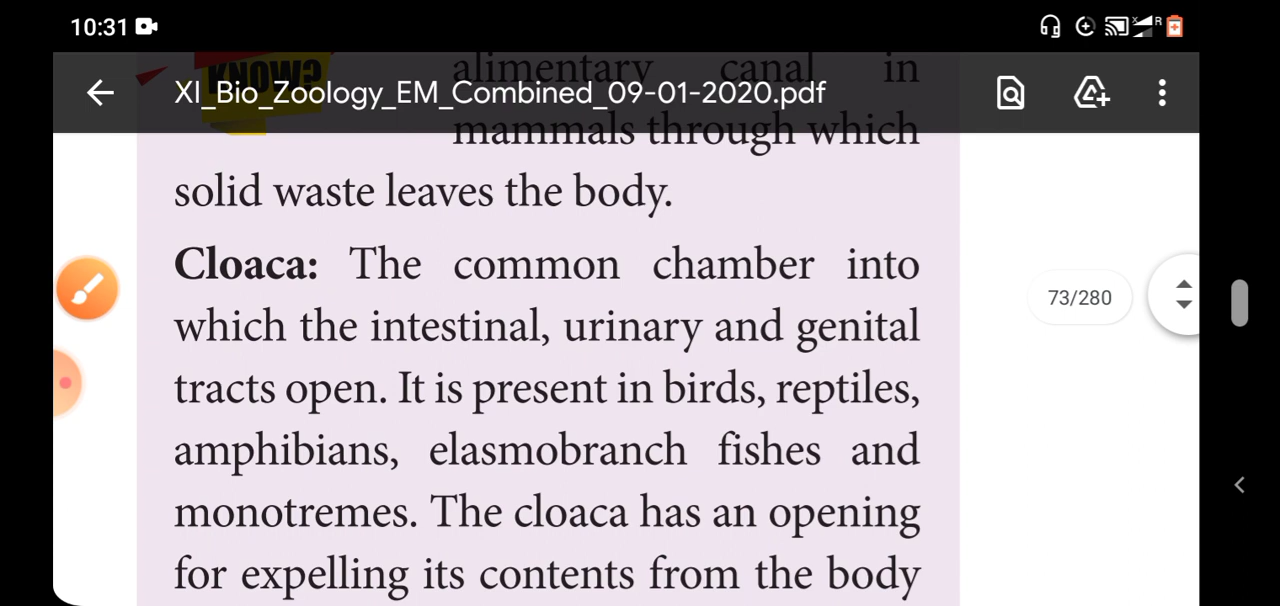 10:31
R
KNOW?
alimentary canal in
XI_Bio_Zoology_EM_Combined_09-01-2020.pdf
mammals through which
solid waste leaves the body.
Cloaca: The common chamber into
which the intestinal, urinary and genital
73/280
tracts open. It is present in birds, reptiles,
amphibians, elasmobranch fishes and
monotremes. The cloaca has an opening
for expelling its contents from the body